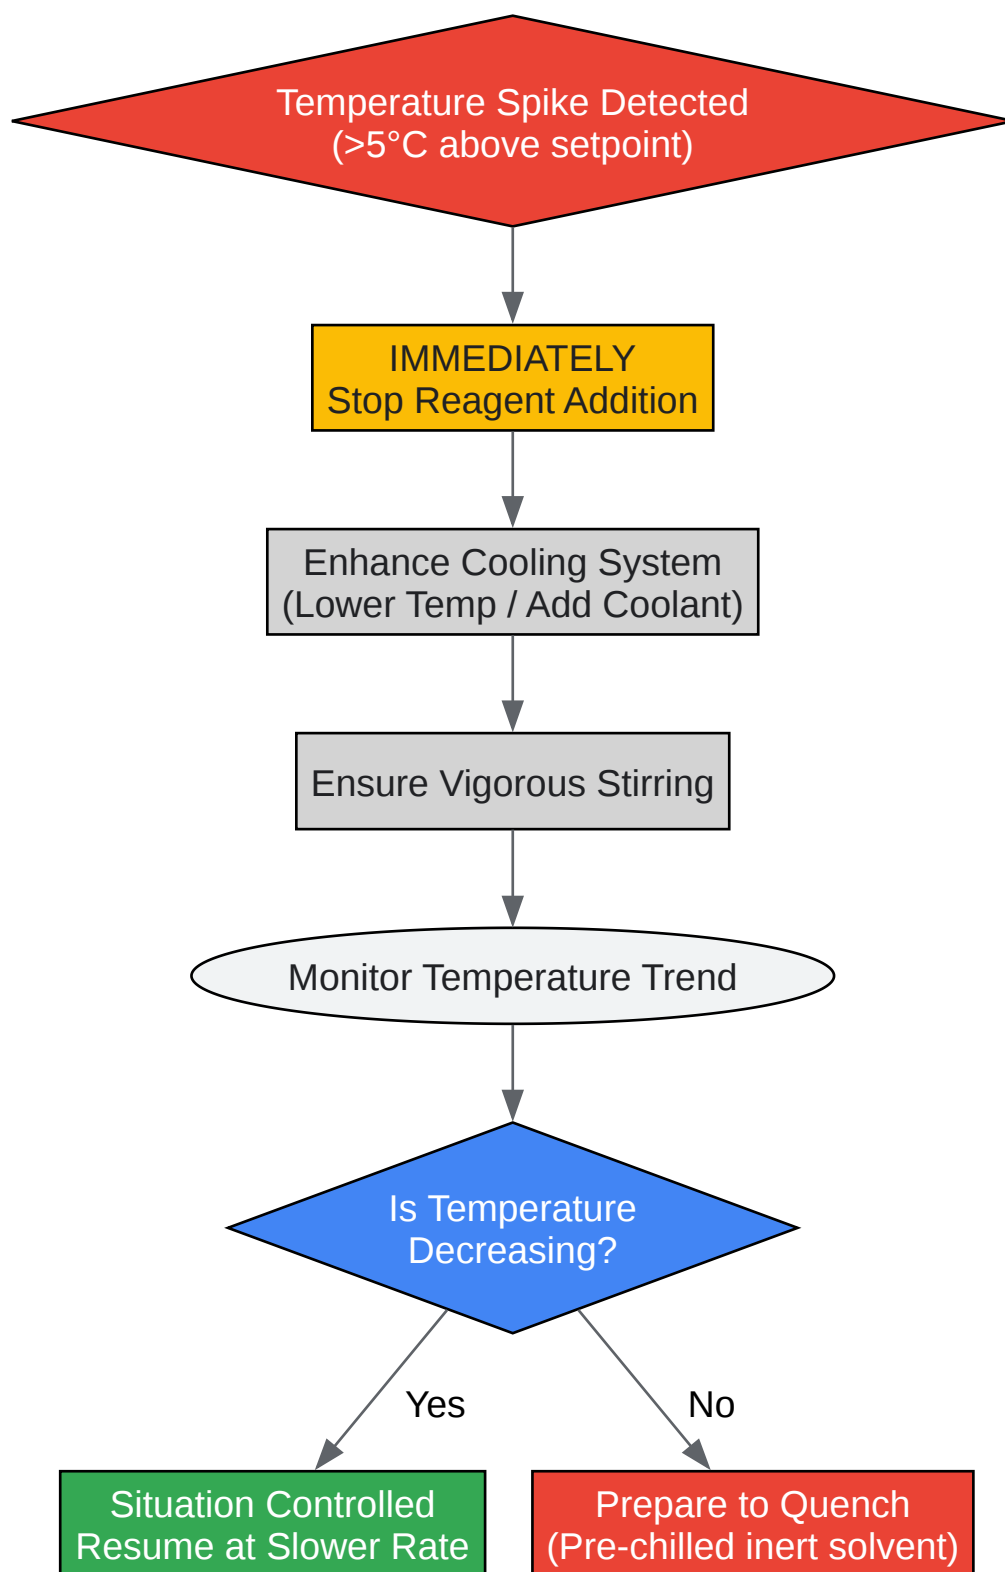 Temperature Spike Detected
(>5°C above setpoint)
IMMEDIATELY
Stop Reagent Addition
Enhance Cooling System
(Lower Temp / Add Coolant)
Ensure Vigorous Stirring
Monitor Temperature Trend
Is Temperature
Decreasing?
Yes
No
Situation Controlled
Resume at Slower Rate
Prepare to Quench
(Pre-chilled inert solvent)